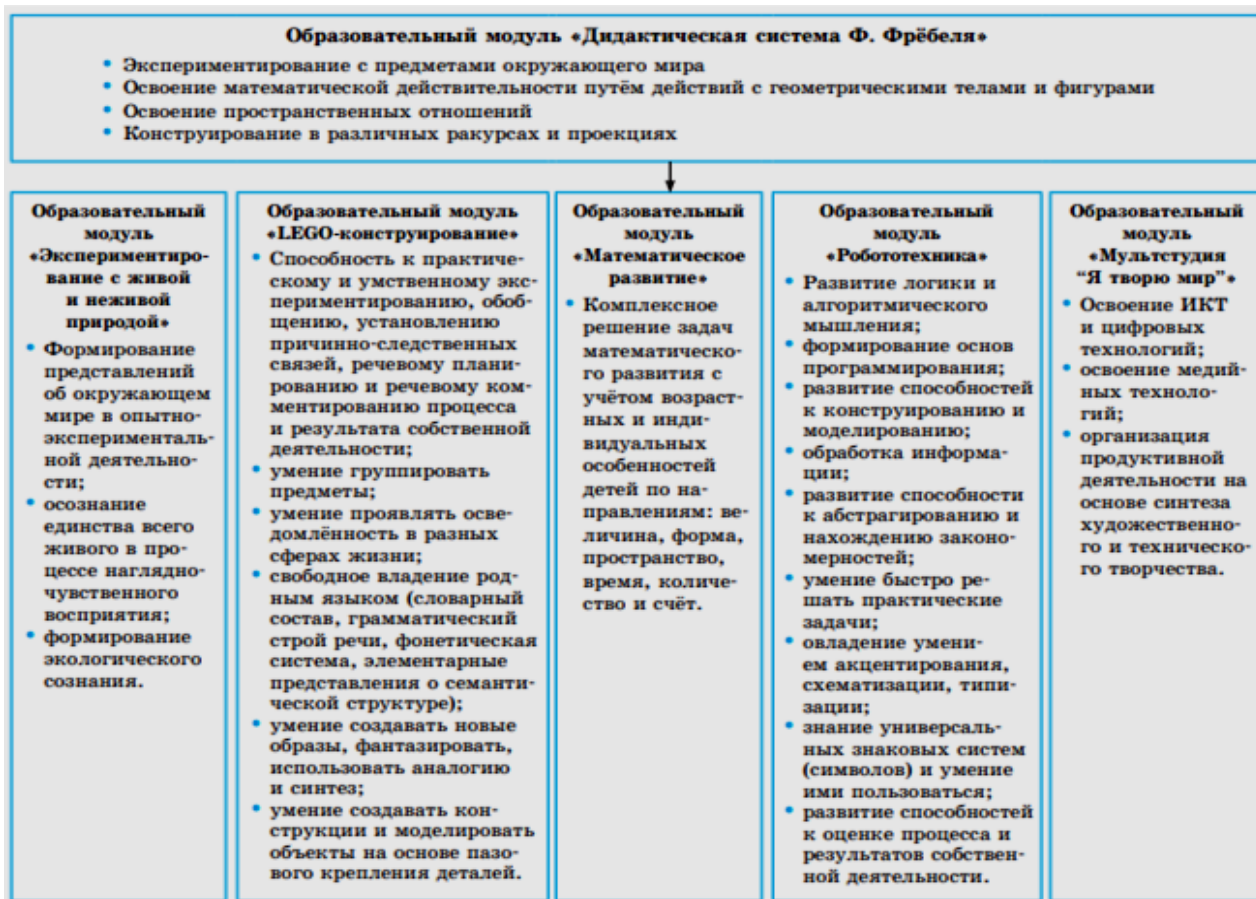 Образовательный модуль «Дидактическая система Ф. Фрёбеля»
• Экспериментирование с предметами окружающего мира
• Освоение математической действительности путём действий с геометрическими телами и фигурами
• Освоение пространственных отношений
• Конструирование в различных ракурсах и проекциях
Образовательный
модуль
«Экспериментиро-
вание с живой
и неживой
природой»
• Формирование
представлений
об окружающем
мире в опытно-
эксперименталь-
ной деятельно-
сти;
• осознание
единства всего
живого в про-
цессе наглядно-
чувственного
восприятия;
• формирование
экологического
сознания.
Образовательный модуль
«LEGO-конструирование»
• Способность к практиче-
скому и умственному экс-
периментированию, обоб-
щению, установлению
причинно-следственных
связей, речевому плани-
рованию и речевому ком-
ментированию процесса
и результата собственной
деятельности;
• умение группировать
предметы;
• умение проявлять осве-
домлённость в разных
сферах жизни;
• свободное владение род-
ным языком (словарный
состав, грамматический
строй речи, фонетическая
система, элементарные
представления о семанти-
ческой структуре);
• умение создавать новые
образы, фантазировать,
использовать аналогию
и синтез;
• умение создавать кон-
струкции и моделировать
объекты на основе пазо-
вого крепления деталей.
Образовательный
модуль
«Математическое
развитие»
• Комплексное
решение задач
математическо-
го развития с
учётом возраст-
ных и инди-
видуальных
особенностей
детей по на-
правлениям: ве-
личина, форма,
пространство,
время, количе-
ство и счёт.
Образовательный
модуль
«Робототехника»
• Развитие логики и
алгоритмического
мышления;
• формирование основ
программирования;
• развитие способностей
к конструированию и
моделированию;
• обработка информа-
ции;
• развитие способности
к абстрагированию и
нахождению законо-
мерностей;
• умение быстро ре-
шать практические
задачи;
• овладение умени-
ем акцентирования,
схематизации, типи-
зации;
• знание универсаль-
ных знаковых систем
(символов) и умение
ими пользоваться;
• развитие способностей
к оценке процесса и
результатов собствен-
ной деятельности.
Образовательный
модуль
«Мультстудия
“Я творю мир”»
• Освоение ИКТ
и цифровых
технологий;
• освоение медий-
ных техноло-
гий;
• организация
продуктивной
деятельности на
основе синтеза
художественно-
го и техническо-
го творчества.